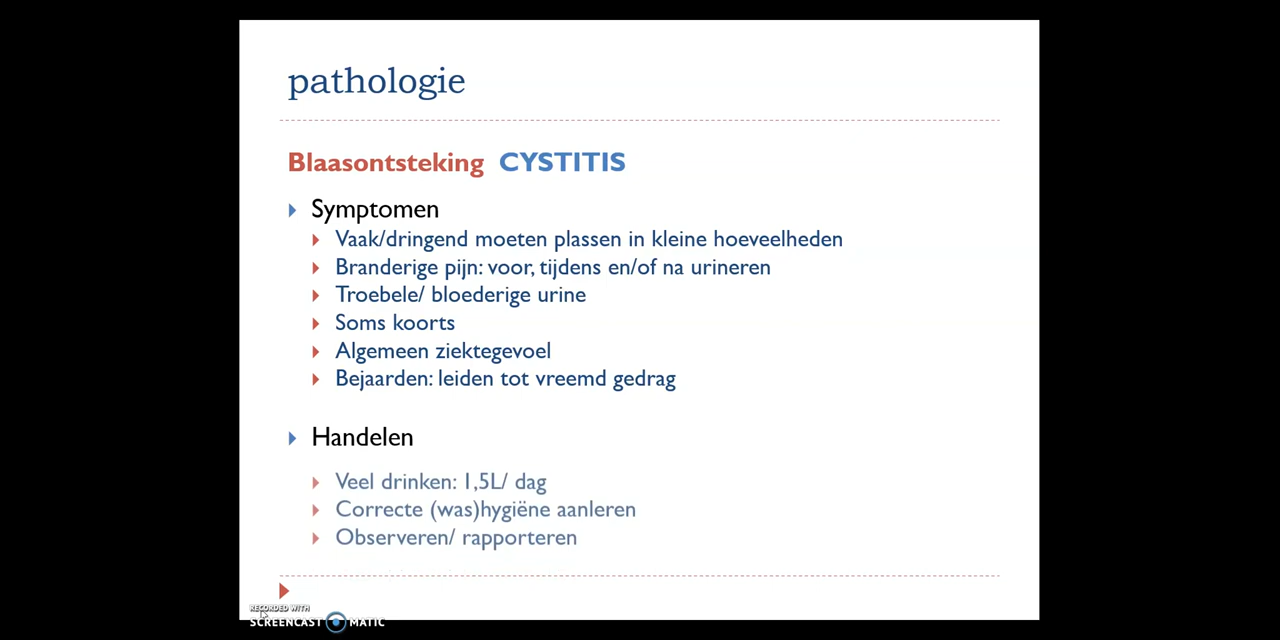 pathologie
Blaasontsteking CYSTITIS
Symptomen
Vaak/dringend moeten plassen in kleine hoeveelheden
Branderige pijn: voor, tijdens en/of na urineren
Troebele/ bloederige urine
Soms koorts
Algemeen ziektegevoel
Bejaarden: leiden tot vreemd gedrag
Handelen
Veel drinken: 1,5L/ dag
Correcte (was)hygiëne aanleren
Observeren/ rapporteren
RECORDED WITH
SCREENCAST MATIC